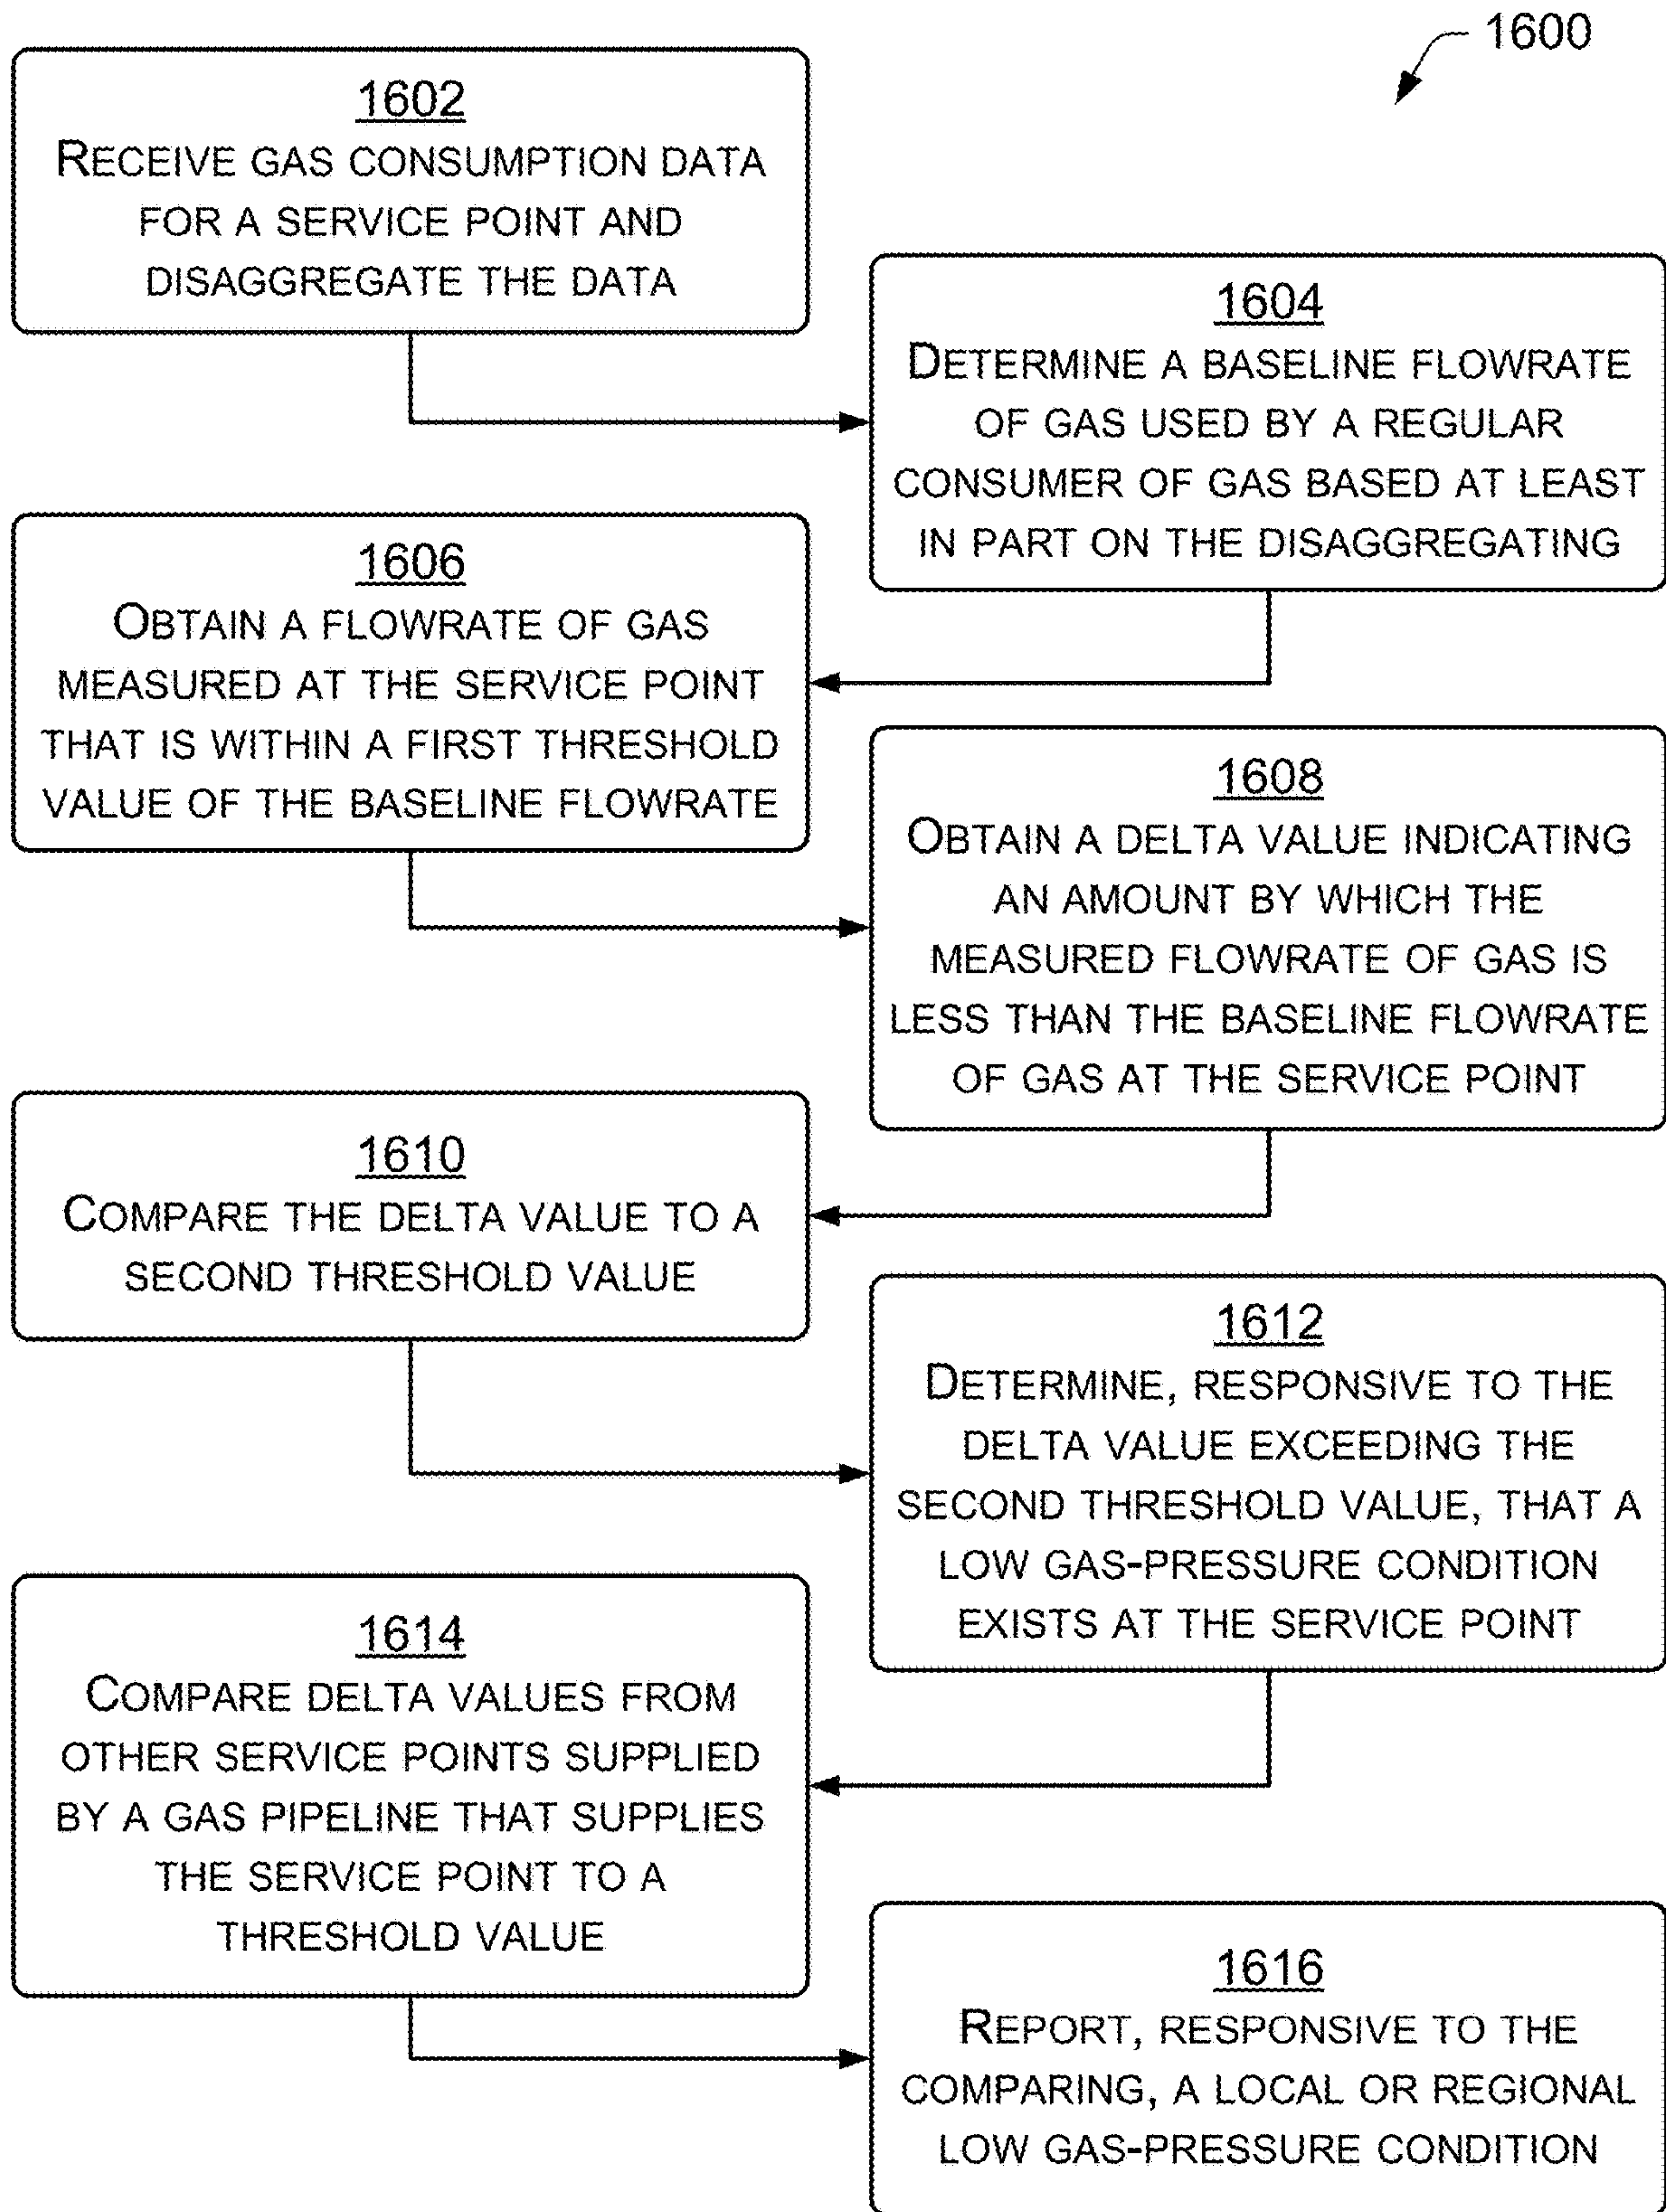 1600
1602
RECEIVE GAS CONSUMPTION DATA
FOR A SERVICE POINT AND
DISAGGREGATE THE DATA
1604
DETERMINE A BASELINE FLOWRATE
OF GAS USED BY A REGULAR
CONSUMER OF GAS BASED AT LEAST
IN PART ON THE DISAGGREGATING
1606
OBTAIN A FLOWRATE OF GAS
MEASURED AT THE SERVICE POINT
THAT IS WITHIN A FIRST THRESHOLD
VALUE OF THE BASELINE FLOWRATE
1608
OBTAIN A DELTA VALUE INDICATING
AN AMOUNT BY WHICH THE
MEASURED FLOWRATE OF GAS IS
LESS THAN THE BASELINE FLOWRATE
OF GAS AT THE SERVICE POINT
1610
COMPARE THE DELTA VALUE TO A
SECOND THRESHOLD VALUE
1612
DETERMINE, RESPONSIVE TO THE
DELTA VALUE EXCEEDING THE
SECOND THRESHOLD VALUE, THAT A
LOW GAS-PRESSURE CONDITION
EXISTS AT THE SERVICE POINT
1614
COMPARE DELTA VALUES FROM
OTHER SERVICE POINTS SUPPLIED
BY A GAS PIPELINE THAT SUPPLIES
THE SERVICE POINT TO A
THRESHOLD VALUE
1616
REPORT, RESPONSIVE TO THE
COMPARING, A LOCAL OR REGIONAL
LOW GAS-PRESSURE CONDITION